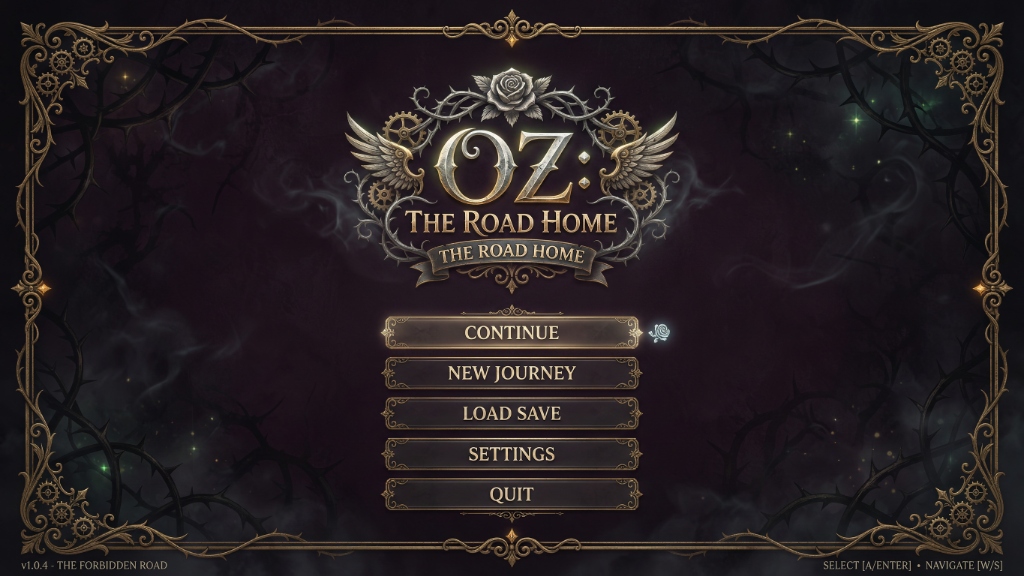 OZ:
THE ROAD HOME
THE ROAD HOME
CONTINUE
NEW JOURNEY
LOAD SAVE
SETTINGS
QUIT
v1.0.4 - THE FORBIDDEN ROAD
SELECT [A/ENTER] • NAVIGATE [W/S]